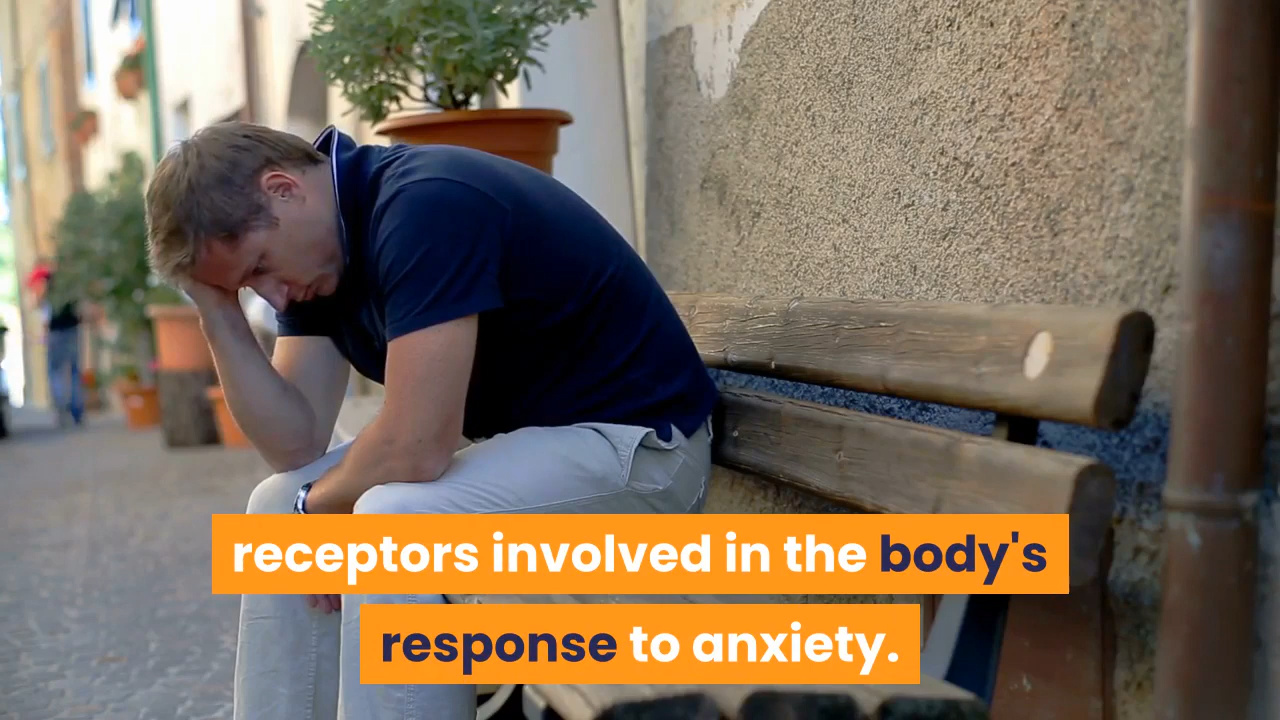 receptors involved in the body's
response to anxiety.